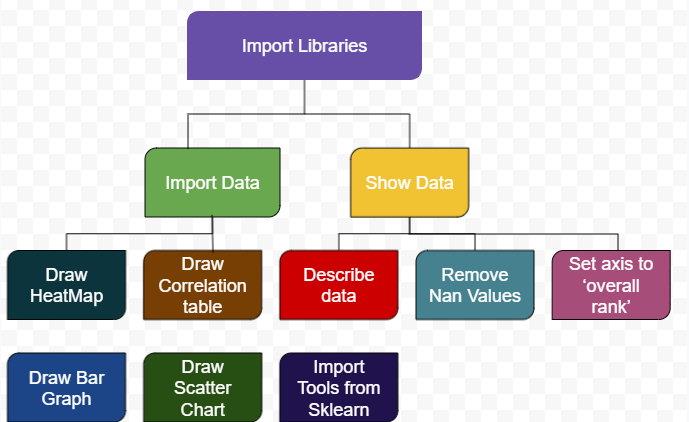 Import Libraries
Import Data
Show Data
Draw
HeatMap
Draw
Correlation
table
Describe
data
Remove
Nan Values
Set axis to
‘overall
rank’
Draw Bar
Graph
Draw
Scatter
Chart
Import
Tools from
Sklearn